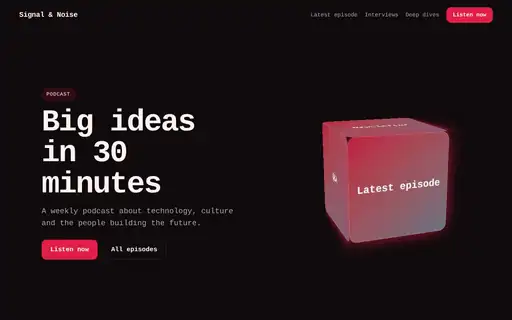 Signal & Noise
Latest episode Interviews Deep dives Listen now
PODCAST
Big ideas
in 30
minutes
A weekly podcast about technology, culture
and the people building the future.
Listen now All episodes
Latest episode